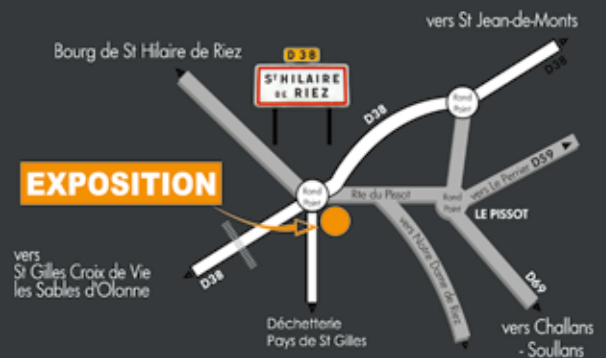 vers St Jean-de-Monts
Bourg de St Hilaire de Riez
D 38
ST HILAIRE
DE RIEZ
D38
D38
Rond
Point
EXPOSITION
Rond
Point
Rte du Pissot
Rond
Point
vers Le Perrier D59
LE PISSOT
vers Notre Dame de Riez
vers
St Gilles Croix de Vie
les Sables d'Olonne
D38
D69
Déchetterie
Pays de St Gilles
vers Challans
- Soullans